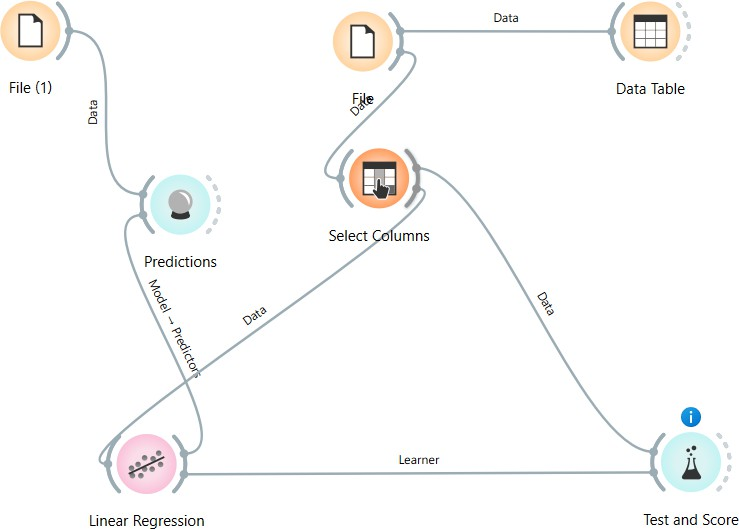 Data
File (1)
Data Table
Data
File
Data
Select Columns
Predictions
Model → Predictors
Data
Data
Learner
Linear Regression
Test and Score